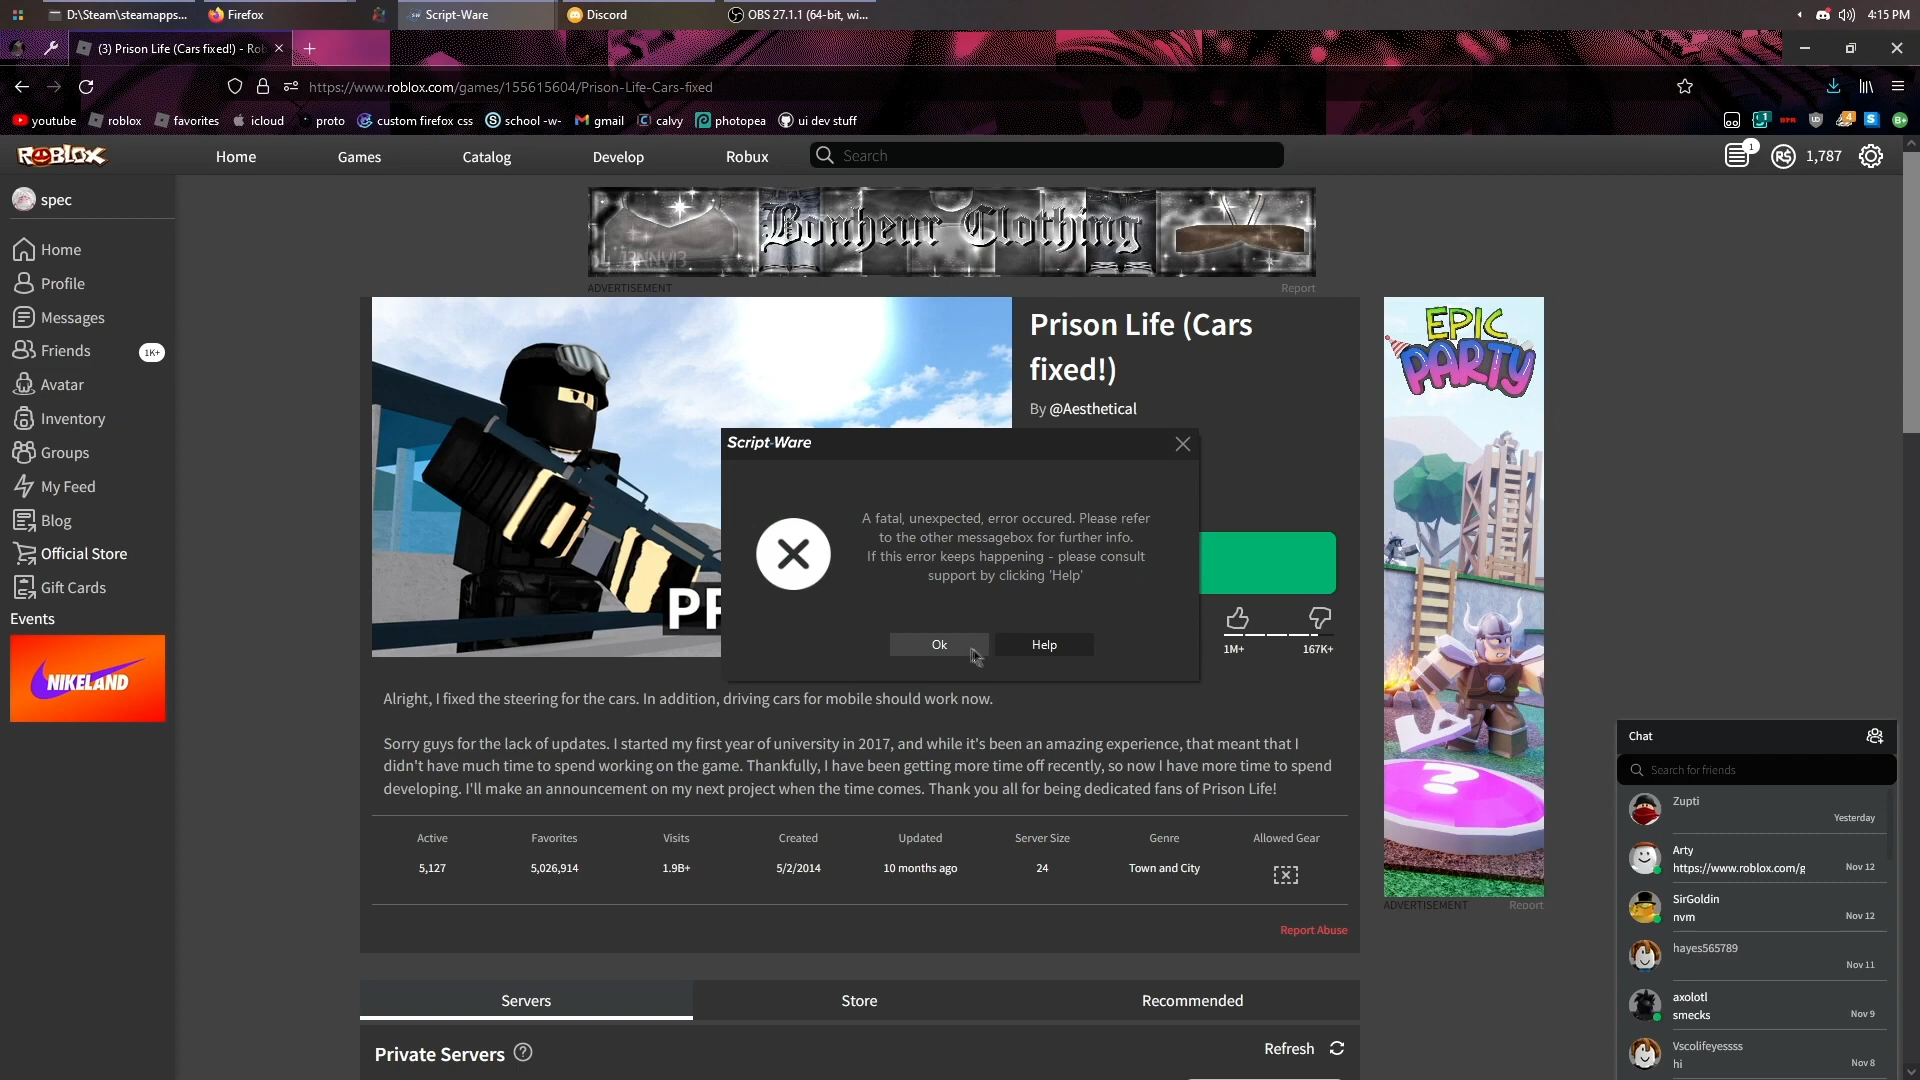 D:\Steam\steamapps...
Firefox
Script-Ware
Discord
OBS 27.1.1 (64-bit, wi...
4:15 PM
(3) Prison Life (Cars fixed!) - Rob
https://www.roblox.com/games/155615604/Prison-Life-Cars-fixed
youtube
roblox
favorites
icloud
proto
custom firefox css
school -w-
gmail
calvy
photopea
ui dev stuff
ROBLOX
Home
Games
Catalog
Develop
Robux
Search
1
1,787
spec
Home
Profile
Messages
Friends
1K+
Avatar
Inventory
Groups
My Feed
Blog
Official Store
Gift Cards
Events
NIKELAND
Bonheur Clothing
ADVERTISEMENT
Report
Prison Life (Cars
fixed!)
By @Aesthetical
PR
Script-Ware
A fatal, unexpected, error occured. Please refer
to the other messagebox for further info.
If this error keeps happening - please consult
support by clicking 'Help'
Ok
Help
1M+
167K+
Alright, I fixed the steering for the cars. In addition, driving cars for mobile should work now.
Sorry guys for the lack of updates. I started my first year of university in 2017, and while it's been an amazing experience, that meant that I
didn't have much time to spend working on the game. Thankfully, I have been getting more time off recently, so now I have more time to spend
developing. I'll make an announcement on my next project when the time comes. Thank you all for being dedicated fans of Prison Life!
Active
Favorites
Visits
Created
Updated
Server Size
Genre
Allowed Gear
5,127
5,026,914
1.9B+
5/2/2014
10 months ago
24
Town and City
Report Abuse
Servers
Store
Recommended
Private Servers
Refresh
EPIC
PARTY
?
ADVERTISEMENT
Report
Chat
Search for friends
Zupti
Yesterday
Arty
https://www.roblox.com/g
Nov 12
SirGoldin
nvm
Nov 12
hayes565789
Nov 11
axolotl
smecks
Nov 9
Vscolifeyessss
hi
Nov 8